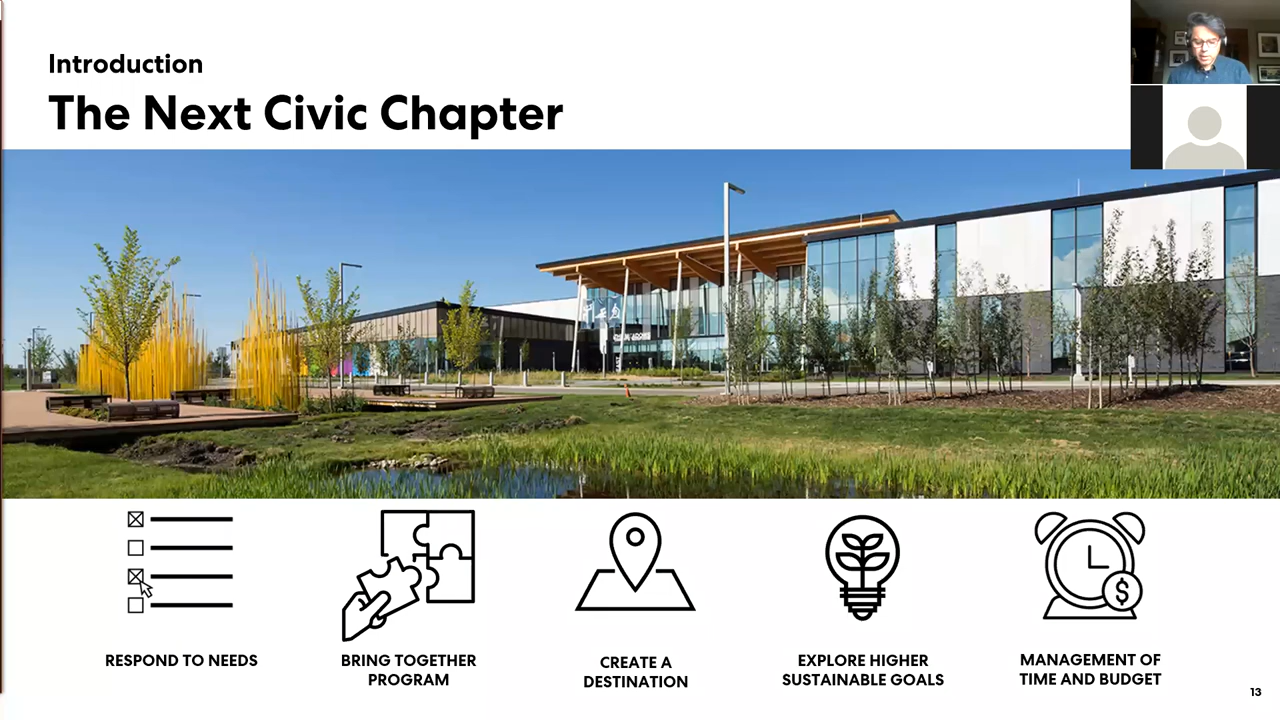 Introduction
The Next Civic Chapter
$
RESPOND TO NEEDS
BRING TOGETHER
PROGRAM
CREATE A
DESTINATION
EXPLORE HIGHER
SUSTAINABLE GOALS
MANAGEMENT OF
TIME AND BUDGET
13